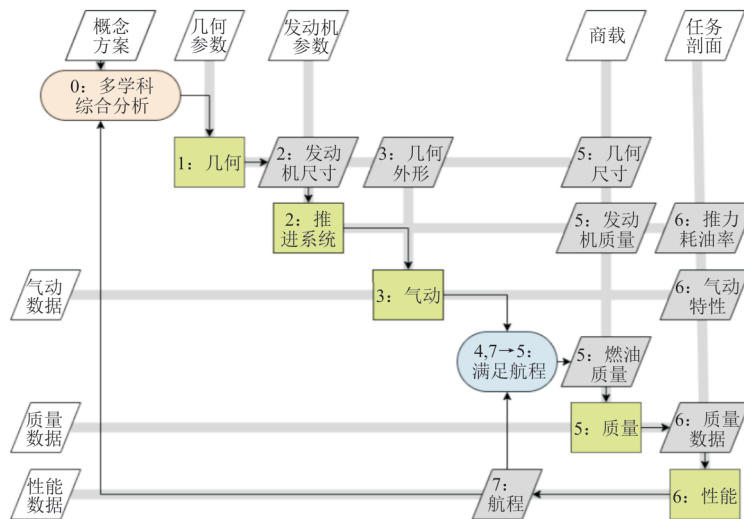 概念
方案
几何
参数
发动机
参数
商载
任务
剖面
0：多学科
综合分析
1：几何
2：发动
机尺寸
3：几何
外形
5：几何
尺寸
2：推
进系统
5：发动
机质量
6：推力
耗油率
气动
数据
3：气动
6：气动
特性
4,7→5：
满足航程
5：燃油
质量
质量
数据
5：质量
6：质量
数据
性能
数据
7：
航程
6：性能